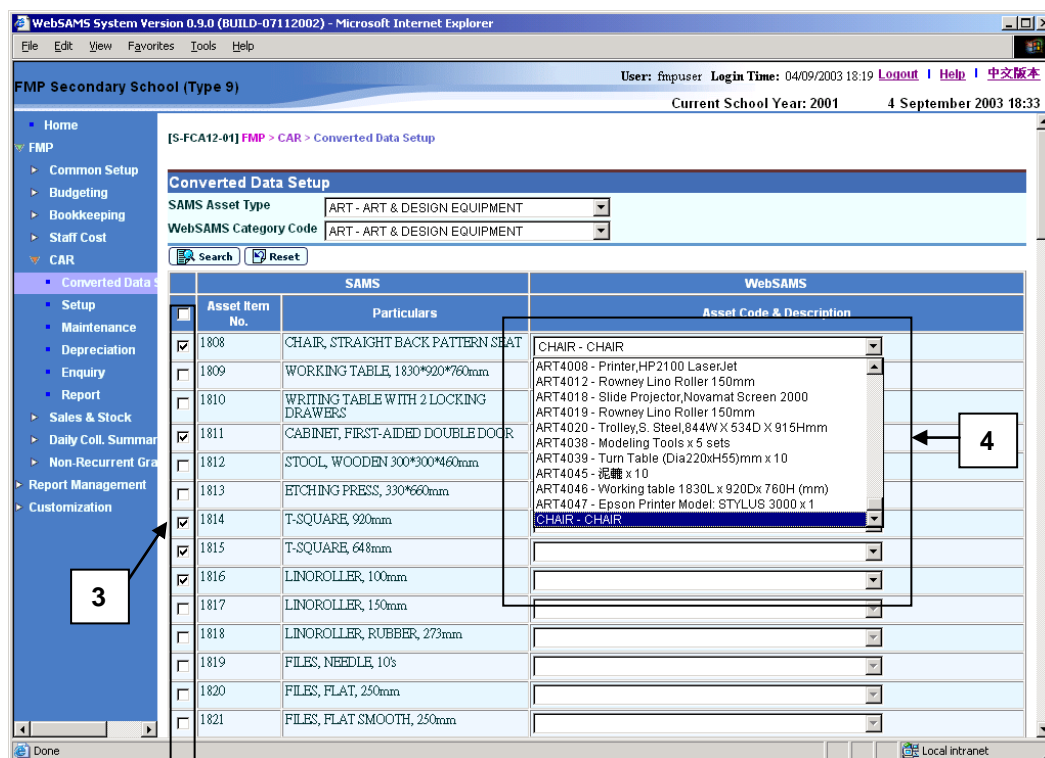 WebSAMS System Version 0.9.0 (BUILD-07112002) - Microsoft Internet Explorer
File Edit View Favorites Tools Help
FMP Secondary School (Type 9)
User: fmpuser Login Time: 04/09/2003 18:19 Logout | Help | 中文版本
Current School Year: 2001 4 September 2003 18:33
Home
FMP
Common Setup
Budgeting
Bookkeeping
Staff Cost
CAR
Converted Data S
Setup
Maintenance
Depreciation
Enquiry
Report
Sales & Stock
Daily Coll. Summar
Non-Recurrent Gra
Report Management
Customization
[S-FCA12-01] FMP > CAR > Converted Data Setup
Converted Data Setup
SAMS Asset Type ART - ART & DESIGN EQUIPMENT
WebSAMS Category Code ART - ART & DESIGN EQUIPMENT
Search Reset
SAMS WebSAMS
Asset Item No. Particulars Asset Code & Description
1808 CHAIR, STRAIGHT BACK PATTERN SEAT CHAIR - CHAIR
1809 WORKING TABLE, 1830*920*760mm
1810 WRITING TABLE WITH 2 LOCKING
DRAWERS
1811 CABINET, FIRST-AIDED DOUBLE DOOR
1812 STOOL, WOODEN 300*300*460mm
1813 ETCHING PRESS, 330*660mm
1814 T-SQUARE, 920mm
1815 T-SQUARE, 648mm
1816 LINOROLLER, 100mm
1817 LINOROLLER, 150mm
1818 LINOROLLER, RUBBER, 273mm
1819 FILES, NEEDLE, 10's
1820 FILES, FLAT, 250mm
1821 FILES, FLAT SMOOTH, 250mm
ART4008 - Printer,HP2100 LaserJet
ART4012 - Rowney Lino Roller 150mm
ART4018 - Slide Projector,Novamat Screen 2000
ART4019 - Rowney Lino Roller 150mm
ART4020 - Trolley,S. Steel,844W X 534D X 915Hmm
ART4038 - Modeling Tools x 5 sets
ART4039 - Turn Table (Dia220xH55)mm x 10
ART4045 - 泥 x 10
ART4046 - Working table 1830L x 920Dx 760H (mm)
ART4047 - Epson Printer Model: STYLUS 3000 x 1
CHAIR - CHAIR
3
4
Done Local intranet